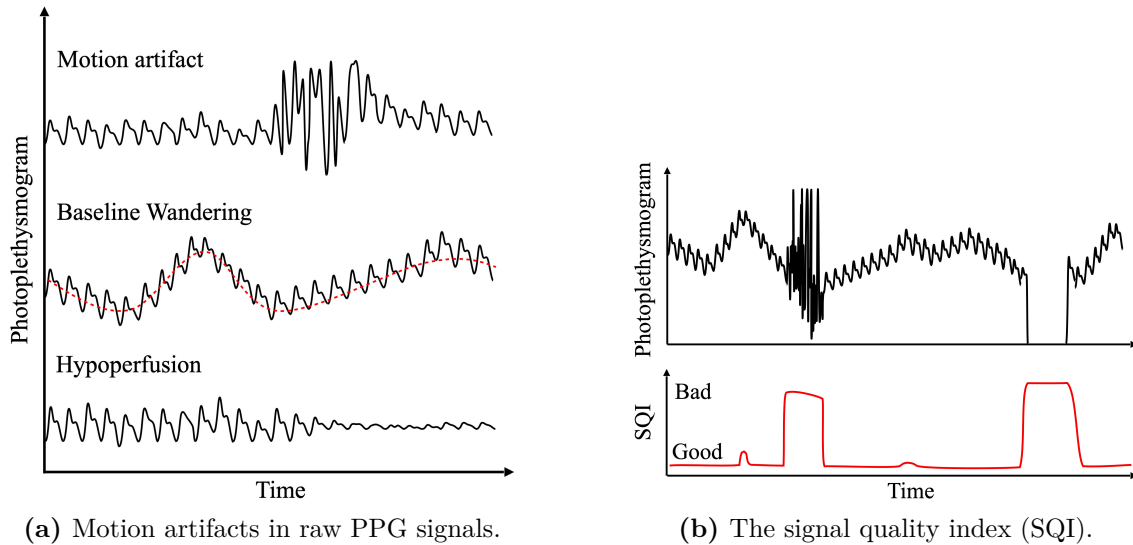 Photoplethysmogram
Motion artifact
Baseline Wandering
Hypoperfusion
Time
(a) Motion artifacts in raw PPG signals.
Photoplethysmogram
SQI
Bad
Good
Time
(b) The signal quality index (SQI).